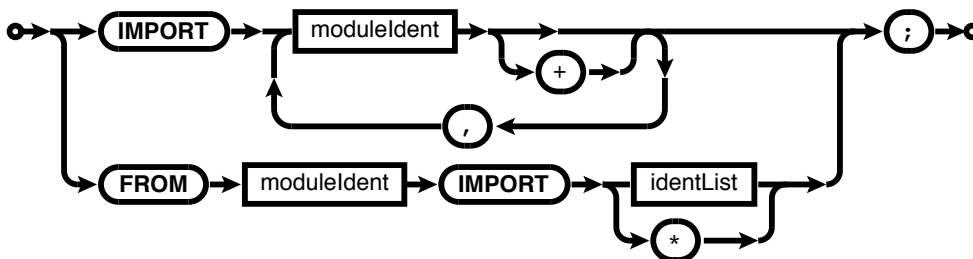 IMPORT moduleIdent ;
+
,
FROM moduleIdent IMPORT identList
*